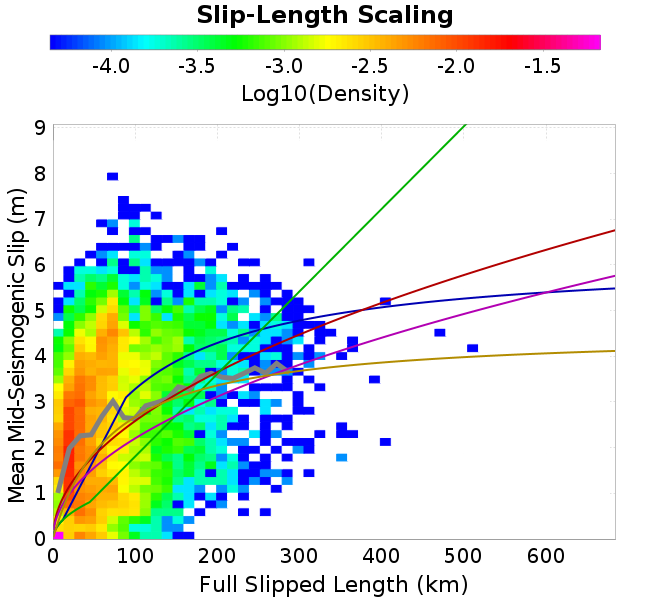 Slip-Length Scaling
-4.0 -3.5 -3.0 -2.5 -2.0 -1.5
Log10(Density)
9
8
7
6
5
4
3
2
1
0
Mean Mid-Seismogenic Slip (m)
0 100 200 300 400 500 600
Full Slipped Length (km)